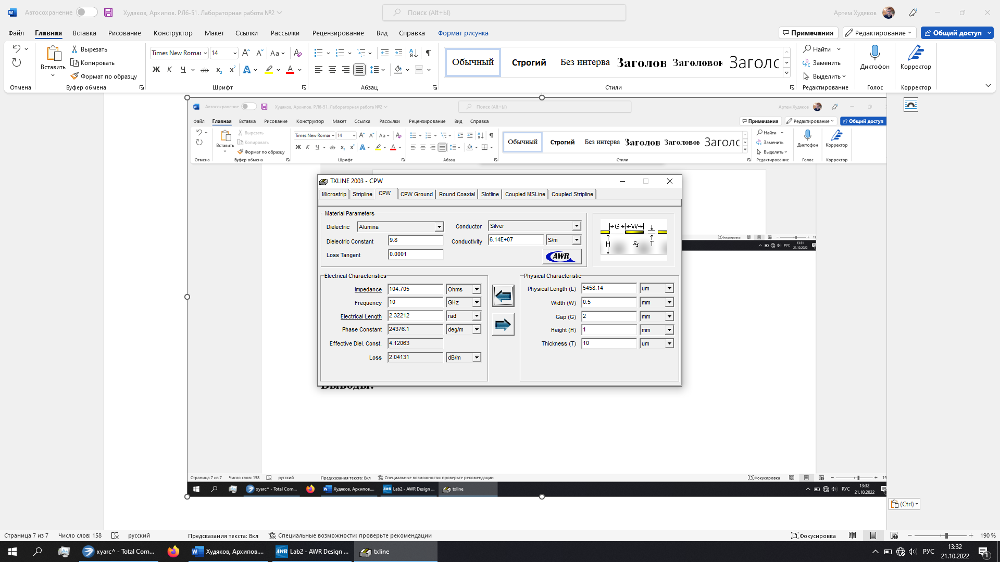 Автосохранение
Худяков, Архипов. РЛ6-51. Лабораторная работа №2
Поиск (Alt+Ы)
Артем Худяков
Файл Главная Вставка Рисование Конструктор Макет Ссылки Рассылки Рецензирование Вид Справка Формат рисунка
Примечания Редактирование Общий доступ
Вставить
Вырезать
Копировать
Формат по образцу
Times New Roman 14
Обычный Строгий Без интерва Заголов Заголовок Заголс
Найти
Заменить
Выделить
Диктофон
Корректор
Отмена Буфер обмена Шрифт Абзац Стили Редактирование Голос Корректор
Автосохранение
Худяков, Архипов. РЛ6-51. Лабораторная работа №2
Поиск (Alt+Ы)
Артем Худяков
Файл Главная Вставка Рисование Конструктор Макет Ссылки Рассылки Рецензирование Вид Справка
Примечания Редактирование Общий доступ
Вставить
Вырезать
Копировать
Формат по образцу
Times New Roman 14
Обычный Строгий Без интерва Заголов Заголовок Заголс
Найти
Заменить
Выделить
Диктофон
Корректор
Отмена Буфер обмена Шрифт Абзац Стили Редактирование Голос Корректор
TXLINE 2003 - CPW
Microstrip Stripline CPW CPW Ground Round Coaxial Slotline Coupled MSLine Coupled Stripline
Material Parameters
Dielectric Alumina
Conductor Silver
Dielectric Constant 9.8
Conductivity 6.14E+07 S/m
Loss Tangent 0.0001
AWR
G W
H εr T
Electrical Characteristics
Impedance 104.705 Ohms
Frequency 10 GHz
Electrical Length 2.32212 rad
Phase Constant 24376.1 deg/m
Effective Diel. Const. 4.12063
Loss 2.04131 dB/m
Physical Characteristic
Physical Length (L) 5458.14 um
Width (W) 0.5 mm
Gap (G) 2 mm
Height (H) 1 mm
Thickness (T) 10 um
Фокусировка
РУС 13:31
21.10.2022
Выводы:
Страница 7 из 7 Число слов: 158 русский Предсказания текста: Вкл Специальные возможности: проверьте рекомендации Фокусировка
xyarc^ - Total Com... Худяков, Архипов.... Lab2 - AWR Design ... txline
РУС 13:32
21.10.2022
(Ctrl)
Страница 7 из 7 Число слов: 158 русский Предсказания текста: Вкл Специальные возможности: проверьте рекомендации Фокусировка 190 %
xyarc^ - Total Com... Худяков, Архипов.... Lab2 - AWR Design ... txline
РУС 13:32
21.10.2022
1